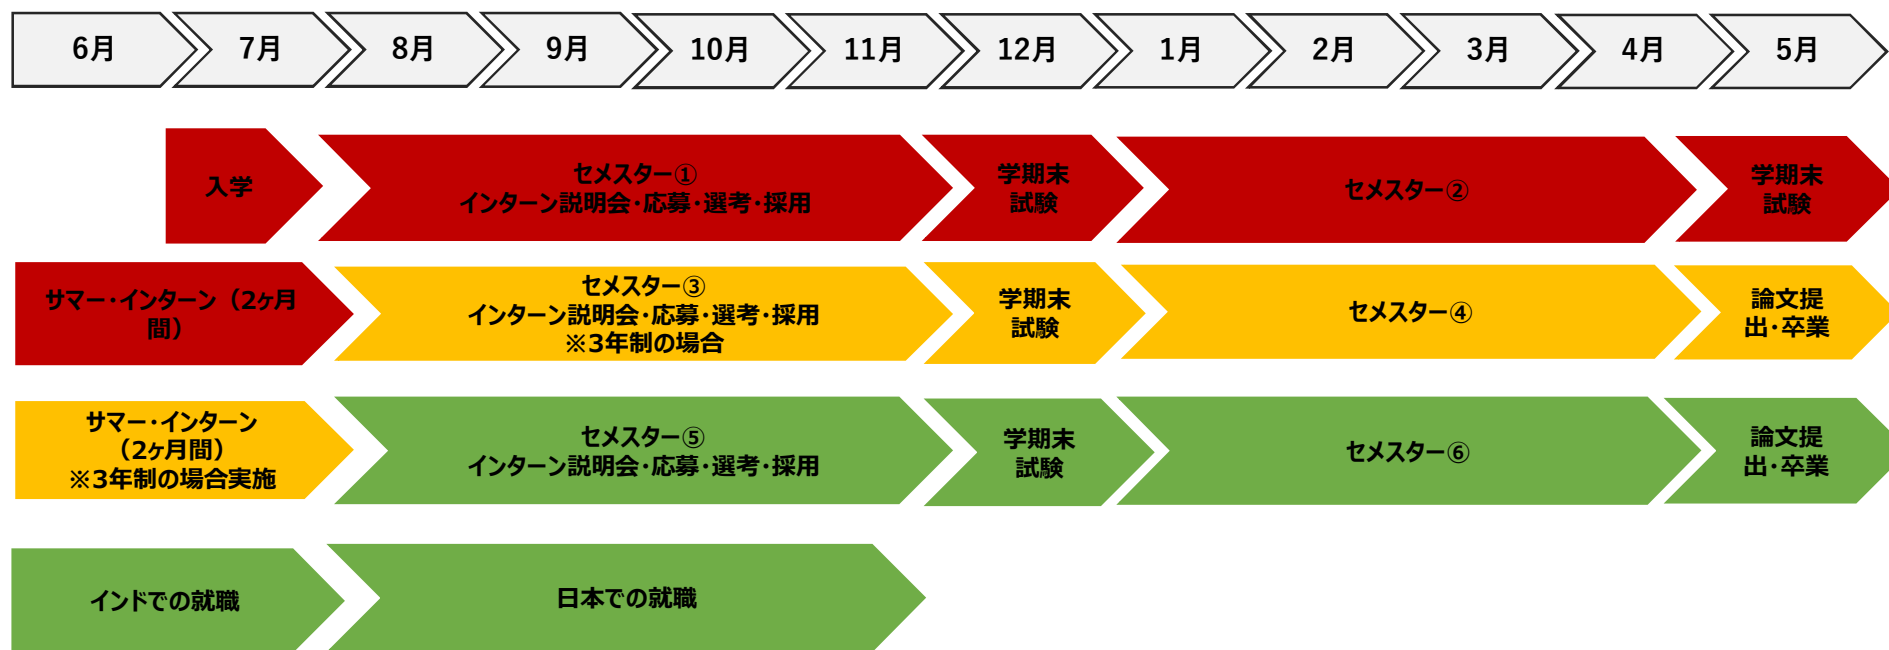 6月
7月
8月
9月
10月
11月
12月
1月
2月
3月
4月
5月
入学
セメスター①
インターン説明会・応募・選考・採用
学期末
試験
セメスター②
学期末
試験
サマー・インターン（2ヶ月
間）
セメスター③
インターン説明会・応募・選考・採用
※3年制の場合
学期末
試験
セメスター④
論文提
出・卒業
サマー・インターン
（2ヶ月間）
※3年制の場合実施
セメスター⑤
インターン説明会・応募・選考・採用
学期末
試験
セメスター⑥
論文提
出・卒業
インドでの就職
日本での就職